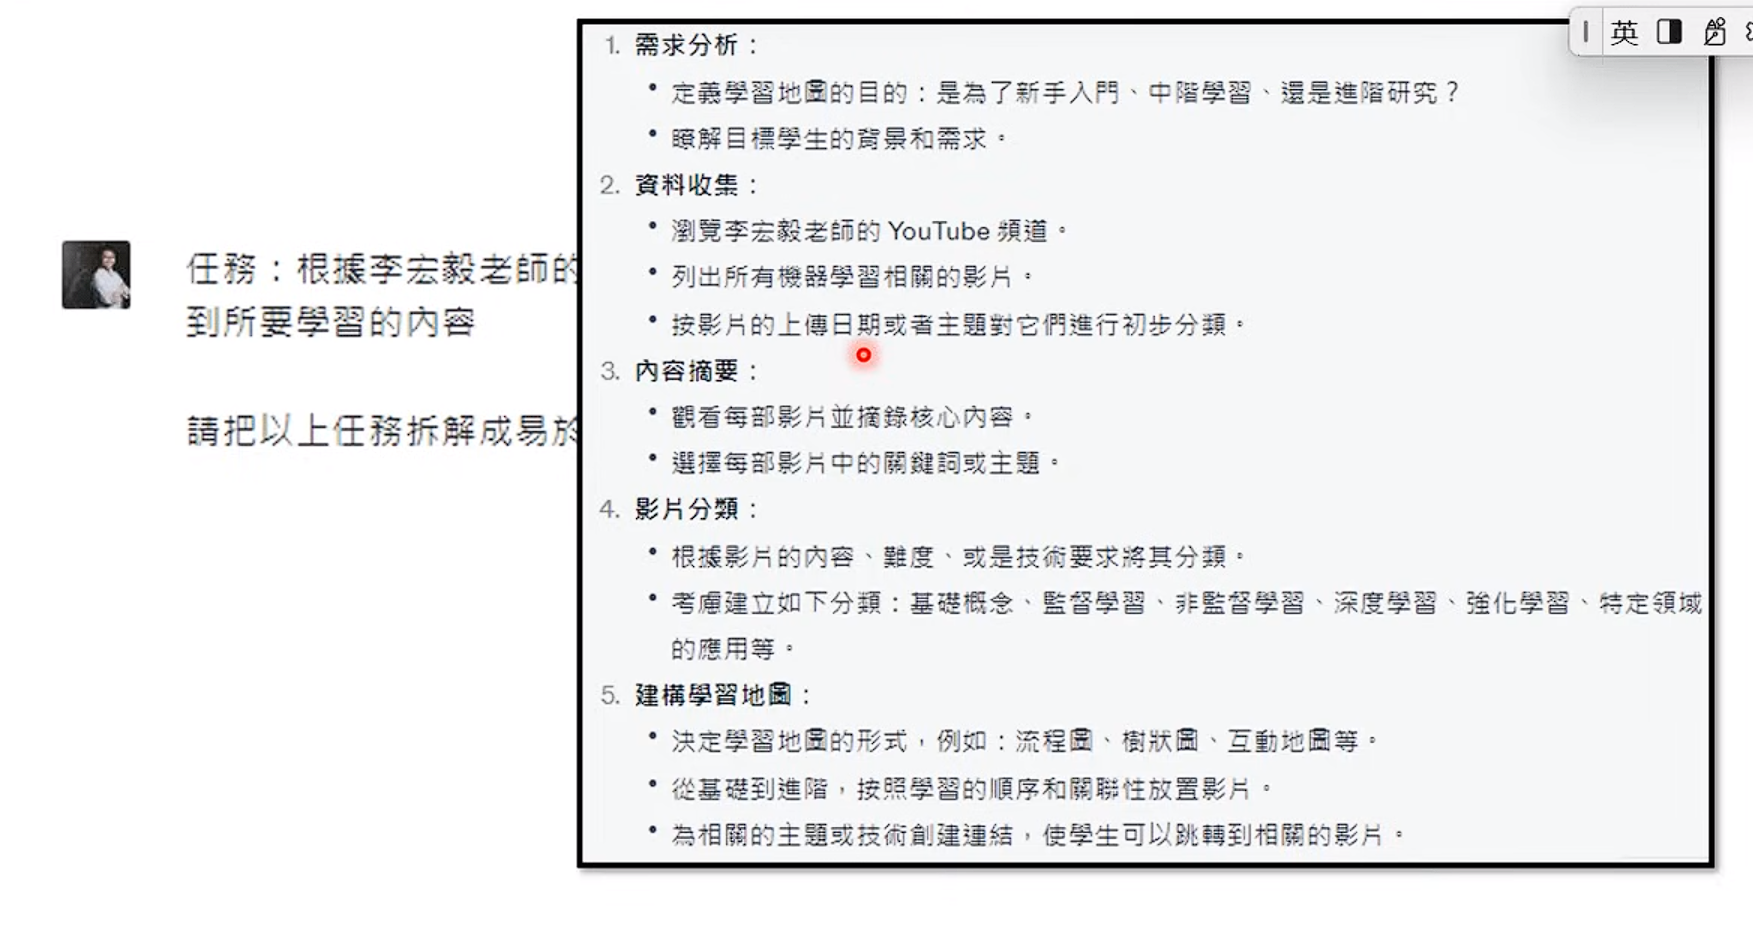 任務：根據李宏毅老師的
到所要學習的內容
請把以上任務拆解成易於
1. 需求分析：
• 定義學習地圖的目的：是為了新手入門、中階學習、還是進階研究？
• 瞭解目標學生的背景和需求。
2. 資料收集：
• 瀏覽李宏毅老師的 YouTube 頻道。
• 列出所有機器學習相關的影片。
• 按影片的上傳日期或者主題對它們進行初步分類。
3. 內容摘要：
• 觀看每部影片並摘錄核心內容。
• 選擇每部影片中的關鍵詞或主題。
4. 影片分類：
• 根據影片的內容、難度、或是技術要求將其分類。
• 考慮建立如下分類：基礎概念、監督學習、非監督學習、深度學習、強化學習、特定領域
的應用等。
5. 建構學習地圖：
• 決定學習地圖的形式，例如：流程圖、樹狀圖、互動地圖等。
• 從基礎到進階，按照學習的順序和關聯性放置影片。
• 為相關的主題或技術創建連結，使學生可以跳轉到相關的影片。
英